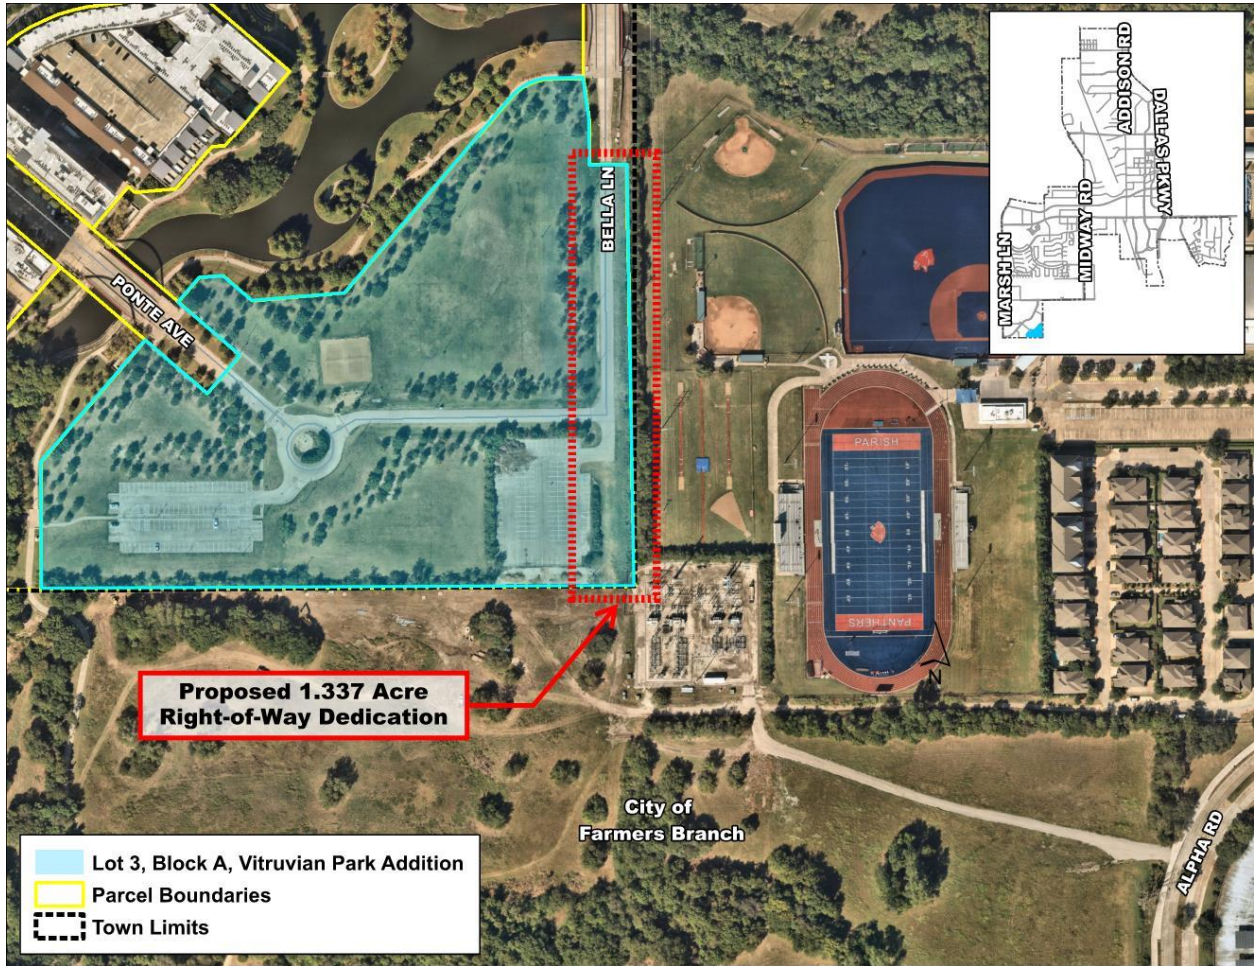 ADDISON RD
DALLAS PKWY
MIDWAY RD
MARSH LN
BELLA LN
PONTE AVE
PARISH
PANTHERS
N
Proposed 1.337 Acre
Right-of-Way Dedication
City of
Farmers Branch
ALPHA RD
Lot 3, Block A, Vitruvian Park Addition
Parcel Boundaries
Town Limits